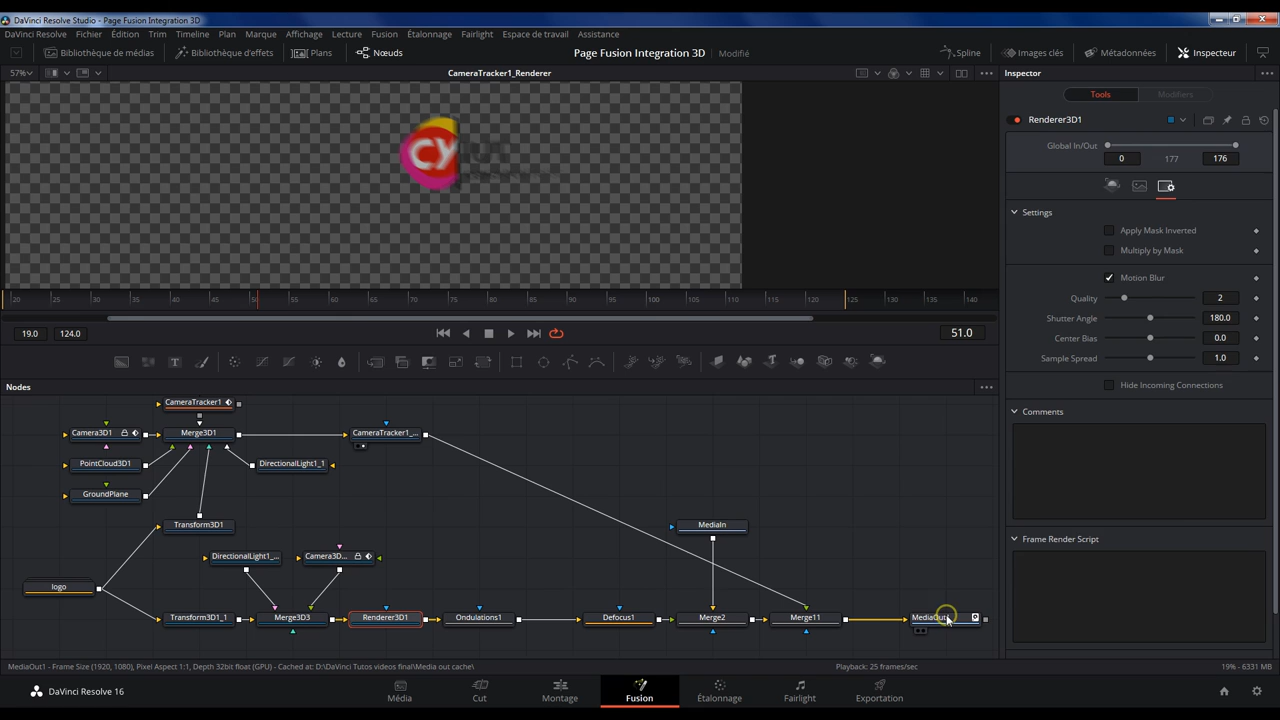 DaVinci Resolve Studio - Page Fusion Integration 3D
DaVinci Resolve Fichier Édition Trim Timeline Clip Marque Affichage Lecture Fusion Étalonnage Fairlight Espace de travail Assistance
Bibliothèque de médias Bibliothèque d'effets Plans Nœuds Page Fusion Integration 3D Modifié Spline Images clés Métadonnées Inspecteur
57% CameraTracker1_Renderer Inspector
Tools Modifiers
Renderer3D1
Global In/Out
0 177 176
CY
Settings
Apply Mask Inverted
Multiply by Mask
Motion Blur
Quality 2
Shutter Angle 180.0
Center Bias 0.0
Sample Spread 1.0
Hide Incoming Connections
20 25 30 35 40 45 50 55 60 65 70 75 80 85 90 95 100 105 110 115 120 125 130 135 140
19.0 124.0 51.0
Nodes
Comments
CameraTracker1
Camera3D1 Merge3D1 CameraTracker1_...
PointCloud3D1 DirectionalLight1_1
GroundPlane
Transform3D1 MediaIn
Frame Render Script
DirectionalLight1_... Camera3D...
logo
Transform3D1_1 Merge3D3 Renderer3D1 Ondulations1 Defocus1 Merge2 Merge11 MediaOut1
MediaOut1 - Frame Size (1920, 1080), Pixel Aspect 1:1, Depth 32bit float (GPU) - Cached at: D:\DaVinci Tutos videos final\Media out cache\ Playback: 25 frames/sec 19% - 6331 MB
DaVinci Resolve 16 Média Cut Montage Fusion Étalonnage Fairlight Exportation